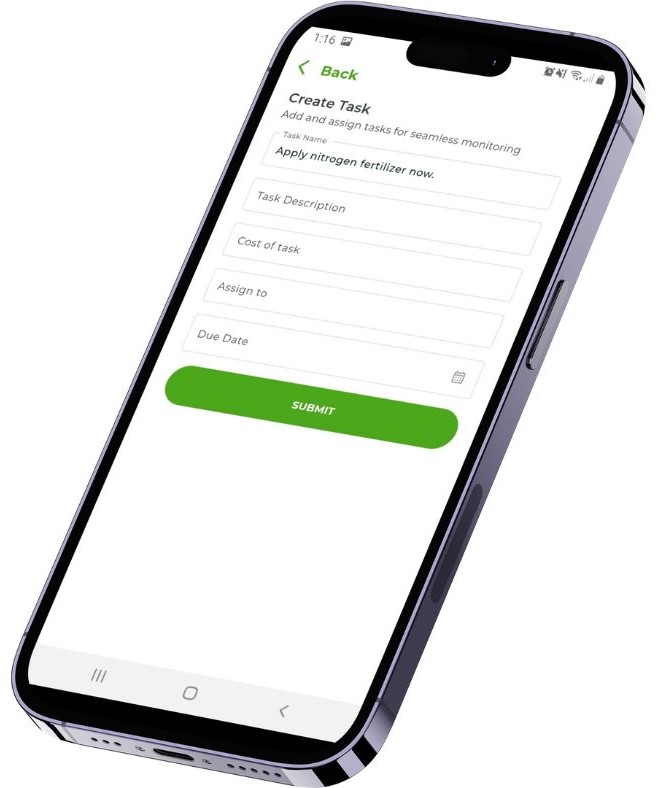 1:16
Back
Create Task
Add and assign tasks for seamless monitoring
Task Name
Apply nitrogen fertilizer now.
Task Description
Cost of task
Assign to
Due Date
SUBMIT